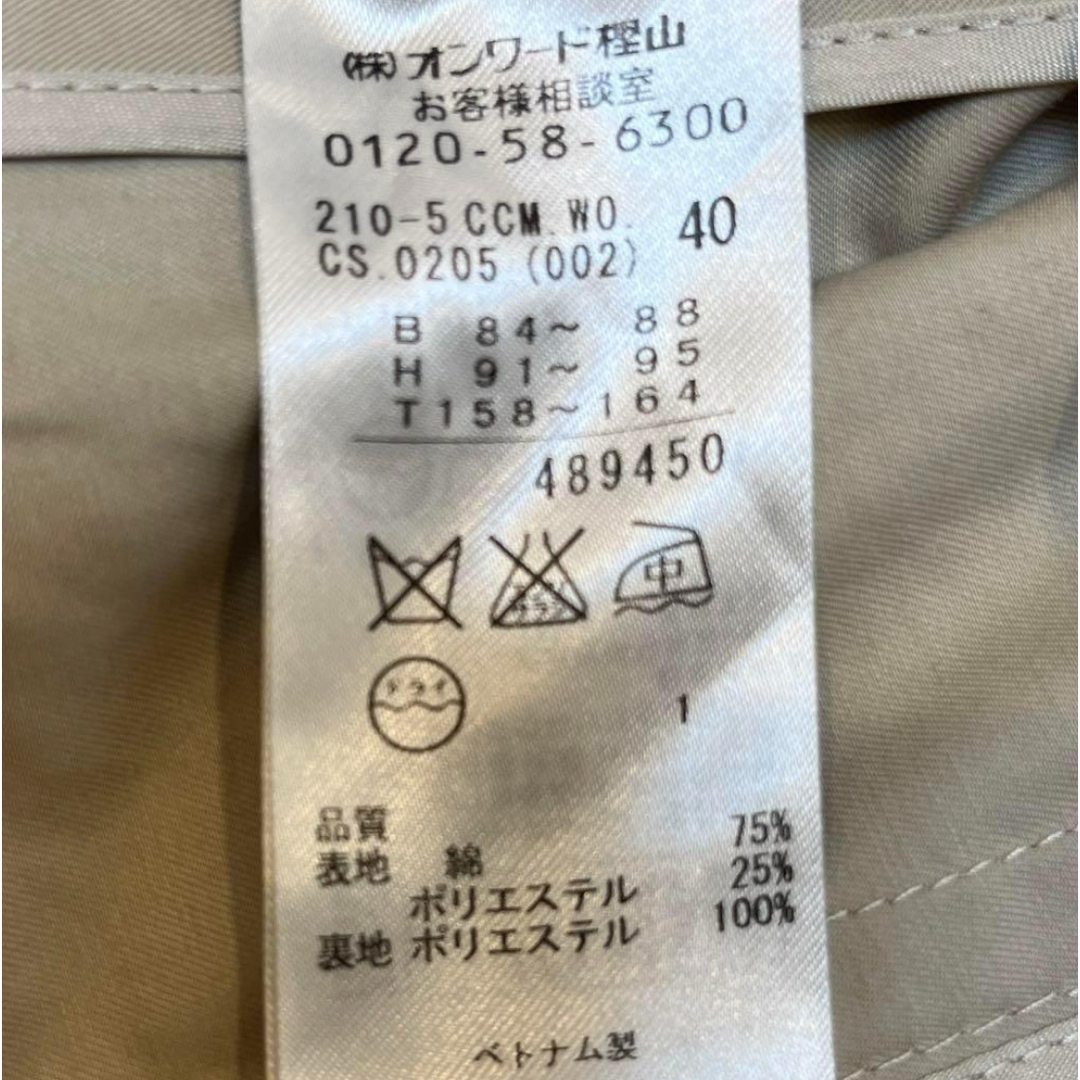 (株)オンワード樫山
お客様相談室
0120-58-6300
210-5 CCM.WO. 40
CS.0205 (002)
B 84～ 88
H 91～ 95
T158～164
489450
中
ドライ
1
品質
表地 綿 75%
ポリエステル 25%
裏地 ポリエステル 100%
ベトナム製